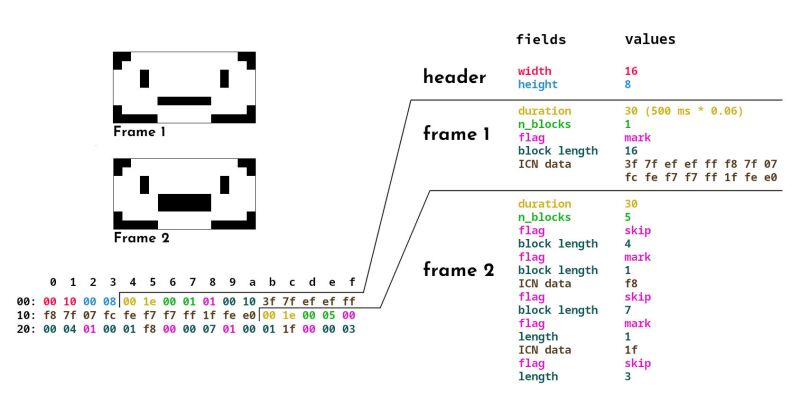 Frame 1
Frame 2
0 1 2 3 4 5 6 7 8 9 a b c d e f
00: 00 10 00 08 00 1e 00 01 01 00 10 3f 7f ef ef ff
10: f8 7f 07 fc fe f7 f7 ff 1f fe e0 00 1e 00 05 00
20: 00 04 01 00 01 f8 00 00 07 01 00 01 1f 00 00 03
fields values
header
width 16
height 8
frame 1
duration 30 (500 ms * 0.06)
n_blocks 1
flag mark
block length 16
ICN data 3f 7f ef ef ff f8 7f 07
fc fe f7 f7 ff 1f fe e0
frame 2
duration 30
n_blocks 5
flag skip
block length 4
flag mark
block length 1
ICN data f8
flag skip
block length 7
flag mark
length 1
ICN data 1f
flag skip
length 3